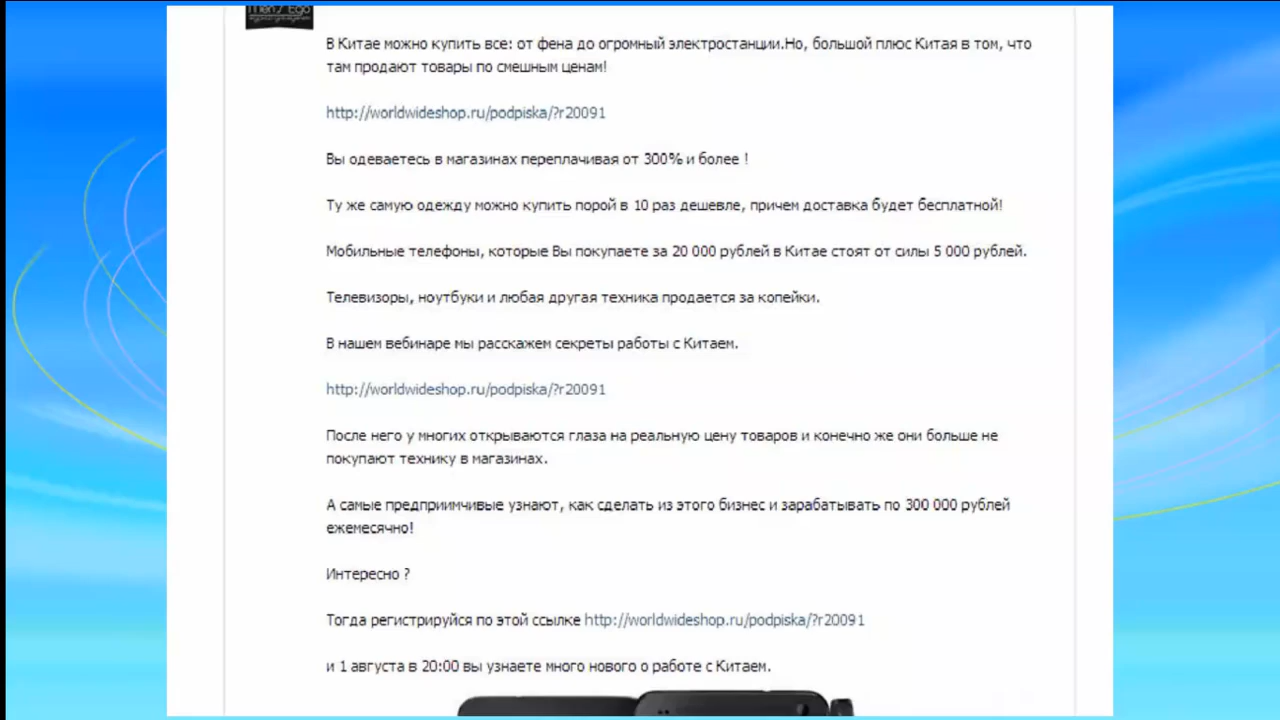 Men's Ego
В Китае можно купить все: от фена до огромный электростанции.Но, большой плюс Китая в том, что
там продают товары по смешным ценам!
http://worldwideshop.ru/podpiska/?r20091
Вы одеваетесь в магазинах переплачивая от 300% и более !
Ту же самую одежду можно купить порой в 10 раз дешевле, причем доставка будет бесплатной!
Мобильные телефоны, которые Вы покупаете за 20 000 рублей в Китае стоят от силы 5 000 рублей.
Телевизоры, ноутбуки и любая другая техника продается за копейки.
В нашем вебинаре мы расскажем секреты работы с Китаем.
http://worldwideshop.ru/podpiska/?r20091
После него у многих открываются глаза на реальную цену товаров и конечно же они больше не
покупают технику в магазинах.
А самые предприимчивые узнают, как сделать из этого бизнес и зарабатывать по 300 000 рублей
ежемесячно!
Интересно ?
Тогда регистрируйся по этой ссылке http://worldwideshop.ru/podpiska/?r20091
и 1 августа в 20:00 вы узнаете много нового о работе с Китаем.